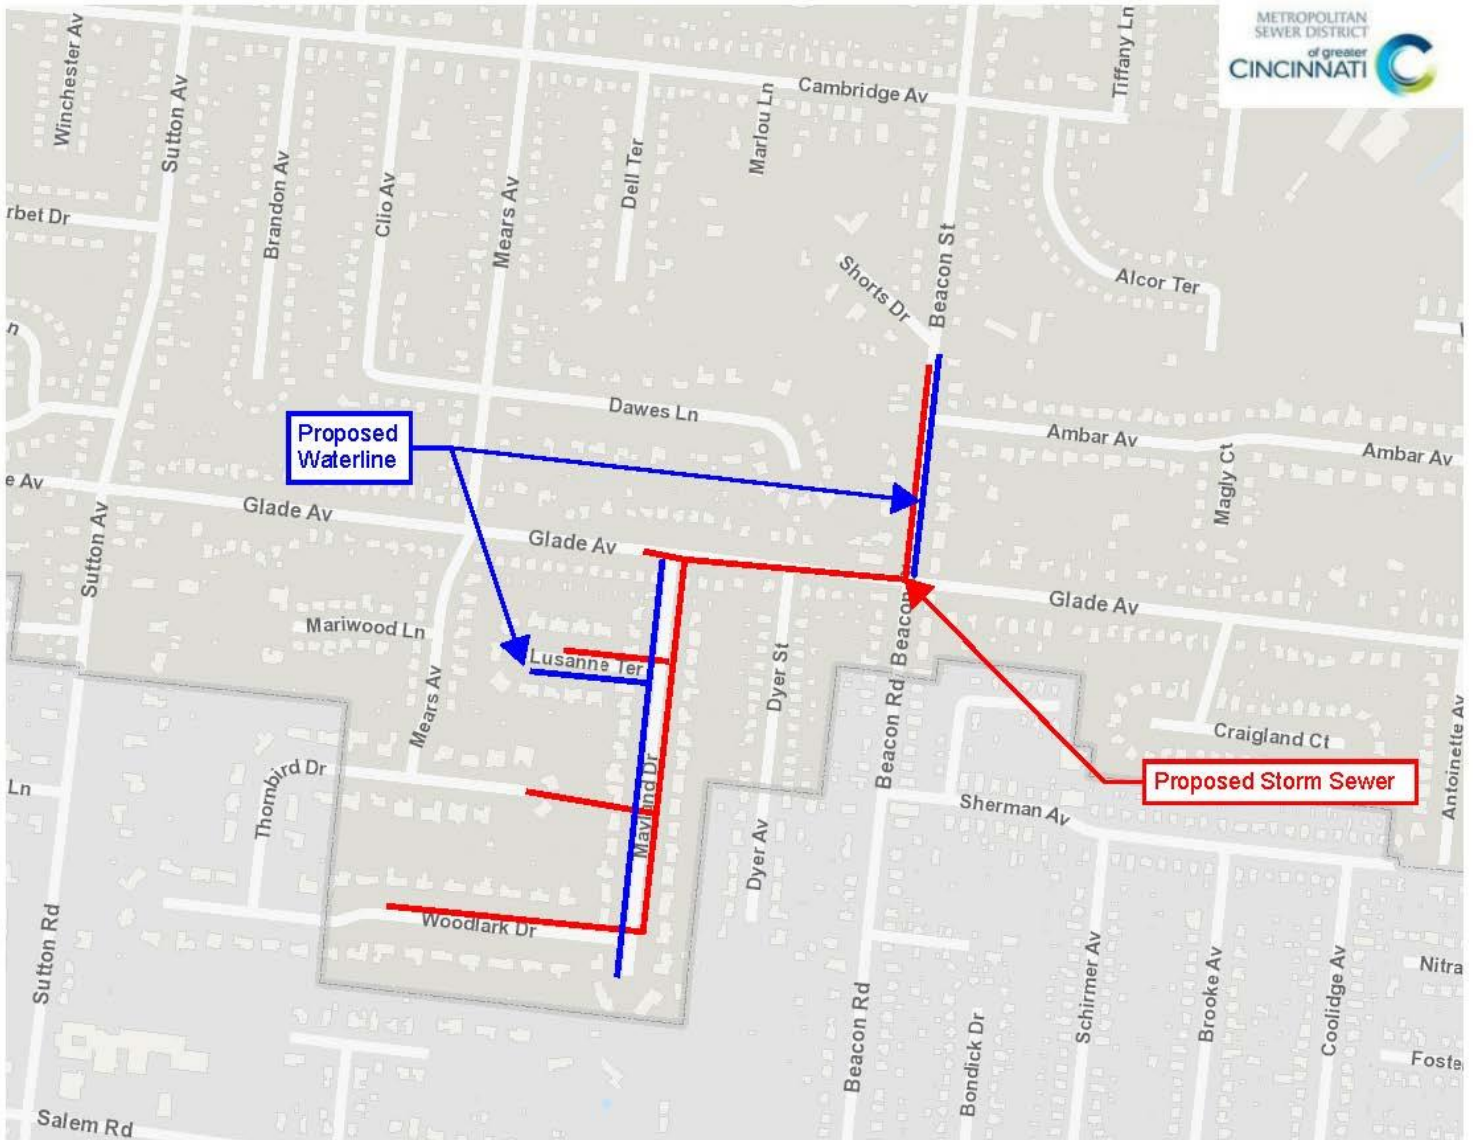 METROPOLITAN
SEWER DISTRICT
of greater
CINCINNATI
Winchester Av
Sutton Av
Cambridge Av
Tiffany Ln
Marlou Ln
Dell Ter
Brandon Av
Clio Av
Mears Av
rbet Dr
Beacon St
Shorts Dr
Alcor Ter
n
Dawes Ln
Proposed
Waterline
Ambar Av
Ambar Av
Magly Ct
e Av
Glade Av
Glade Av
Sutton Av
Glade Av
Mariwood Ln
Lusanne Ter
Dyer St
Beacon
Mears Av
Beacon Rd
Craigland Ct
Antoinette Av
Proposed Storm Sewer
Thornbird Dr
Ln
Mayland Dr
Sherman Av
Dyer Av
Woodlark Dr
Sutton Rd
Schirmer Av
Brooke Av
Coolidge Av
Nitra
Beacon Rd
Bondick Dr
Foste
Salem Rd